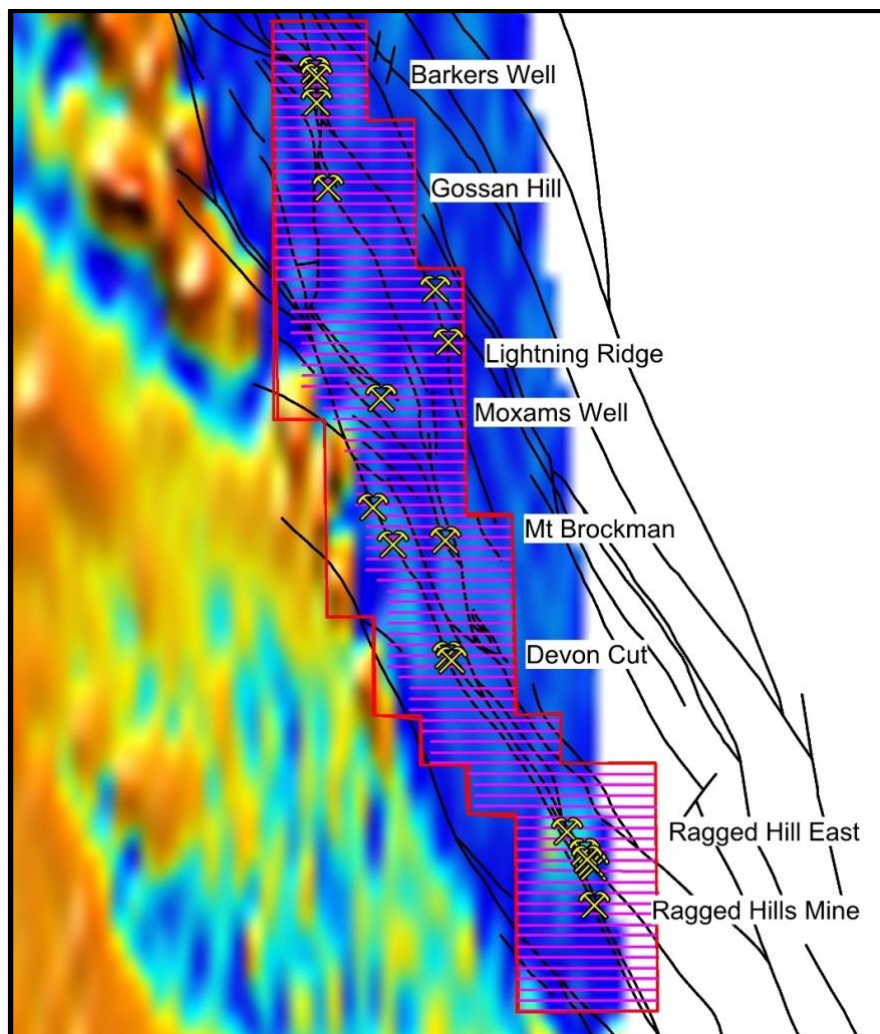 Barkers Well
Gossan Hill
Lightning Ridge
Moxams Well
Mt Brockman
Devon Cut
Ragged Hill East
Ragged Hills Mine